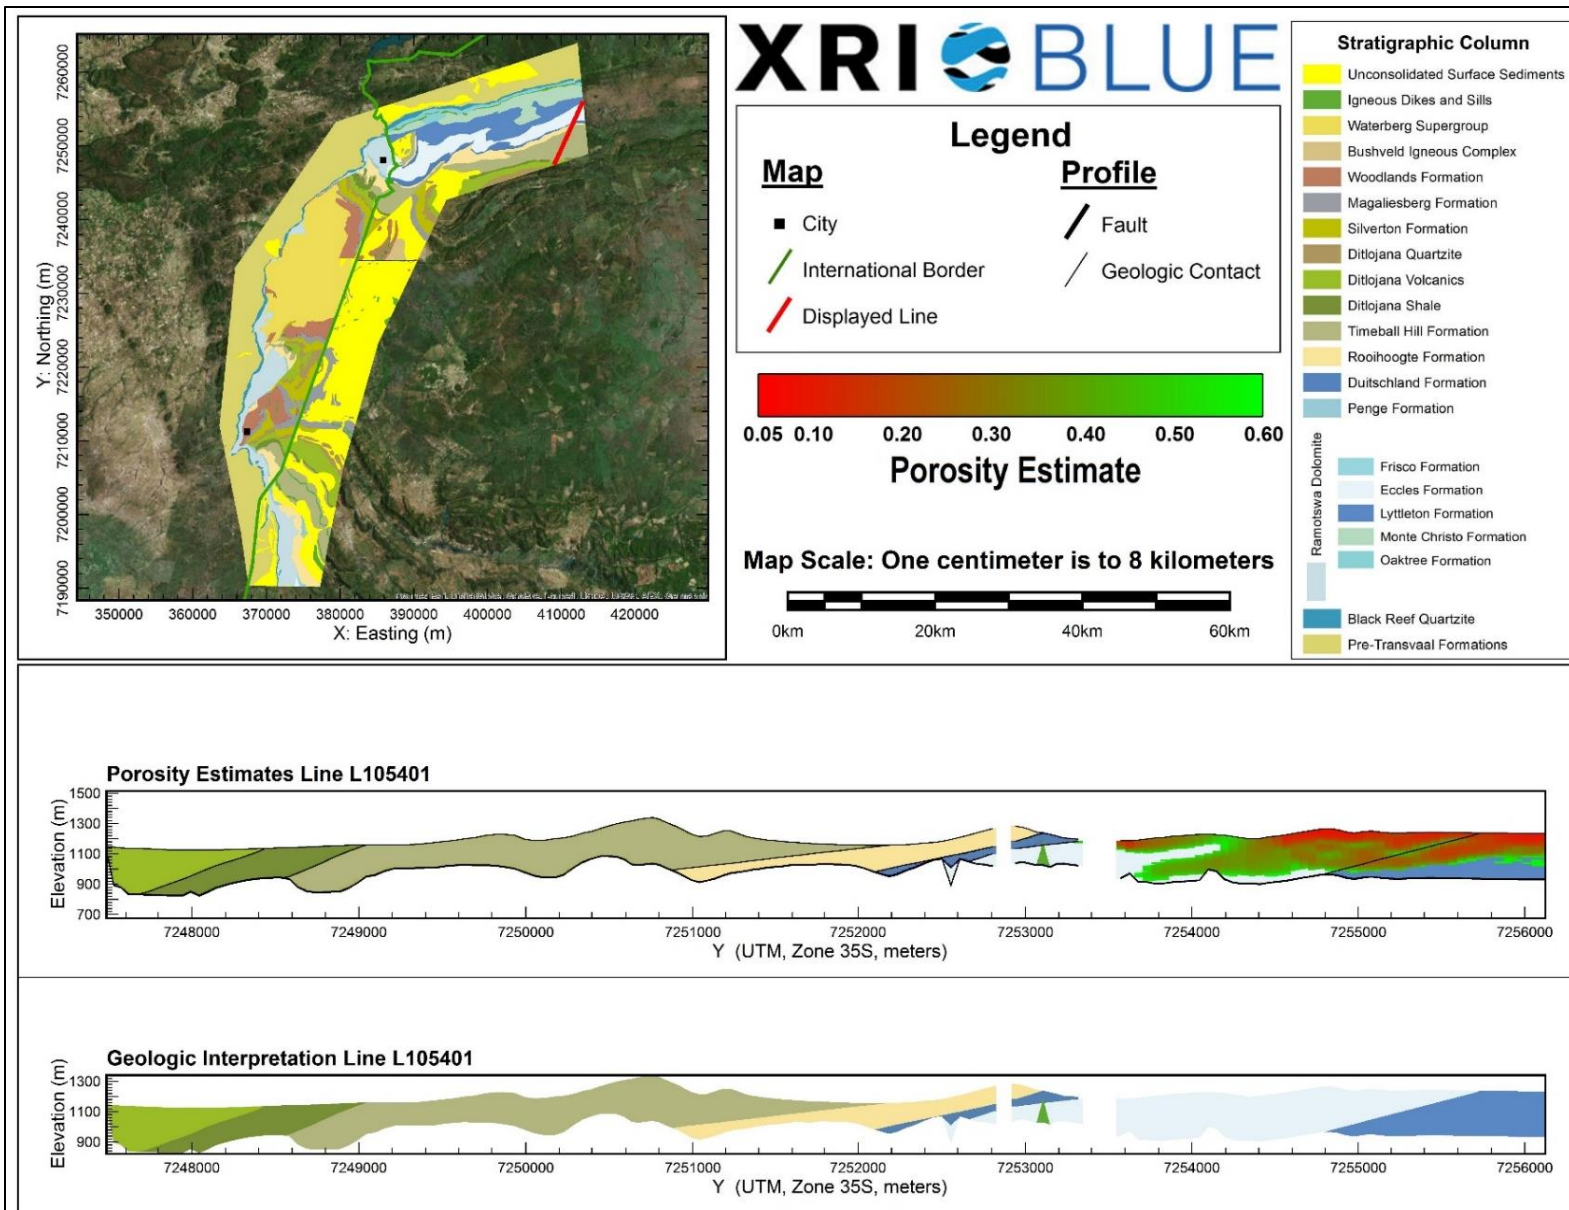 XRI BLUE
7260000
7250000
7240000
7230000
7220000
7210000
7200000
7190000
Y: Northing (m)
350000 360000 370000 380000 390000 400000 410000 420000
X: Easting (m)
Legend
Map
City
International Border
Displayed Line
Profile
Fault
Geologic Contact
0.05 0.10 0.20 0.30 0.40 0.50 0.60
Porosity Estimate
Map Scale: One centimeter is to 8 kilometers
0km 20km 40km 60km
Stratigraphic Column
Unconsolidated Surface Sediments
Igneous Dikes and Sills
Waterberg Supergroup
Bushveld Igneous Complex
Woodlands Formation
Magaliesberg Formation
Silverton Formation
Ditlojana Quartzite
Ditlojana Volcanics
Ditlojana Shale
Timeball Hill Formation
Rooihoogte Formation
Duitschland Formation
Penge Formation
Ramotswa Dolomite
Frisco Formation
Eccles Formation
Lyttleton Formation
Monte Christo Formation
Oaktree Formation
Black Reef Quartzite
Pre-Transvaal Formations
Porosity Estimates Line L105401
Elevation (m)
1500
1300
1100
900
700
7248000 7249000 7250000 7251000 7252000 7253000 7254000 7255000 7256000
Y (UTM, Zone 35S, meters)
Geologic Interpretation Line L105401
Elevation (m)
1300
1100
900
7248000 7249000 7250000 7251000 7252000 7253000 7254000 7255000 7256000
Y (UTM, Zone 35S, meters)